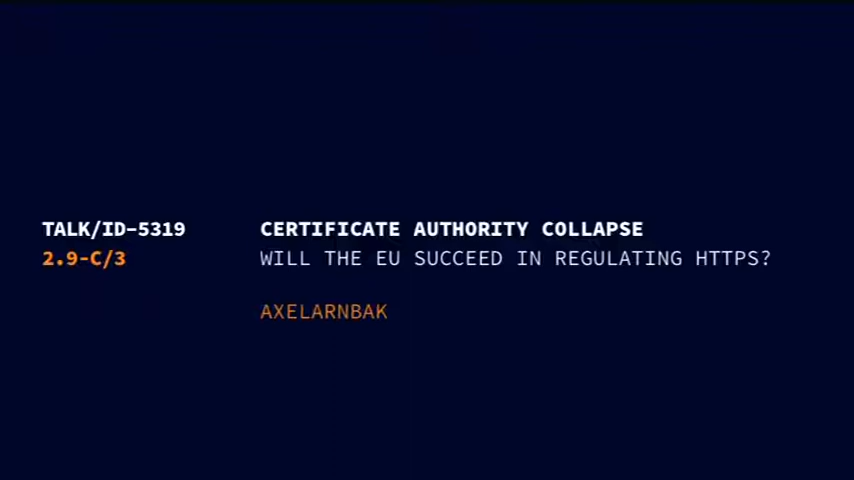 TALK/ID-5319 CERTIFICATE AUTHORITY COLLAPSE
2.9-C/3 WILL THE EU SUCCEED IN REGULATING HTTPS?
AXELARNBAK